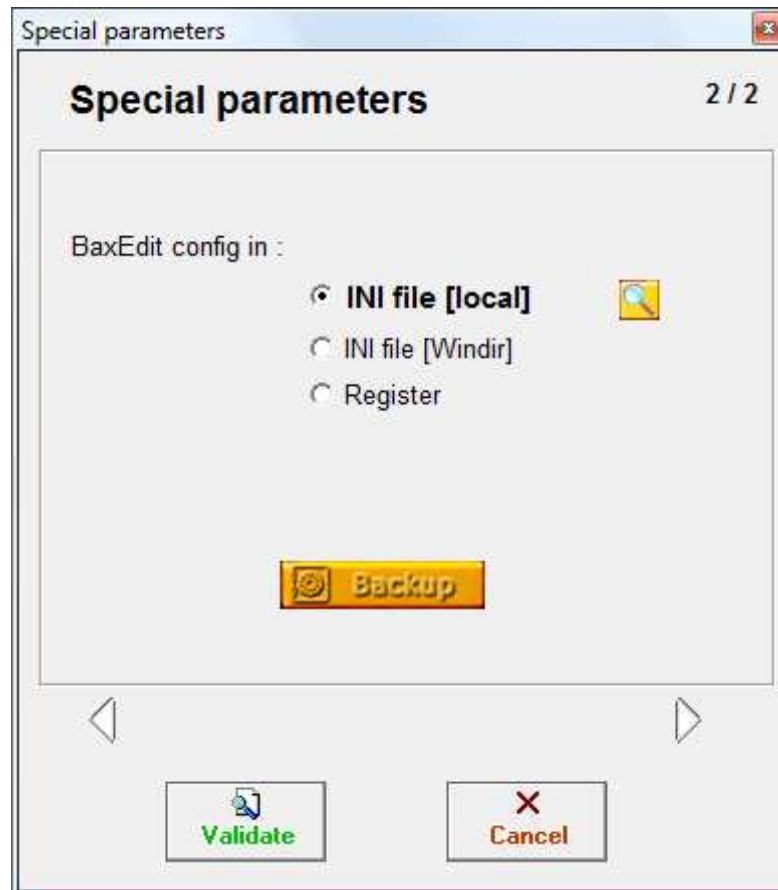 Special parameters
Special parameters 2 / 2
BaxEdit config in :
INI file [local]
INI file [Windir]
Register
Backup
Validate
Cancel